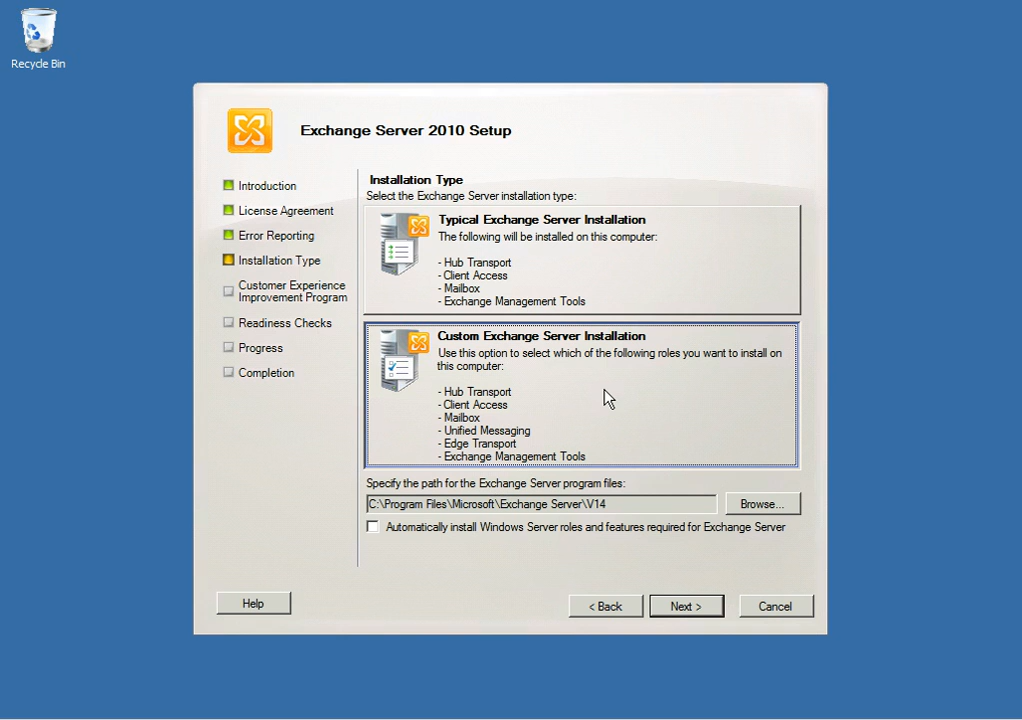 Recycle Bin
Exchange Server 2010 Setup
Introduction
License Agreement
Error Reporting
Installation Type
Customer Experience
Improvement Program
Readiness Checks
Progress
Completion
Installation Type
Select the Exchange Server installation type:
Typical Exchange Server Installation
The following will be installed on this computer:
- Hub Transport
- Client Access
- Mailbox
- Exchange Management Tools
Custom Exchange Server Installation
Use this option to select which of the following roles you want to install on
this computer:
- Hub Transport
- Client Access
- Mailbox
- Unified Messaging
- Edge Transport
- Exchange Management Tools
Specify the path for the Exchange Server program files:
C:\Program Files\Microsoft\Exchange Server\V14
Browse...
Automatically install Windows Server roles and features required for Exchange Server
Help
< Back
Next >
Cancel